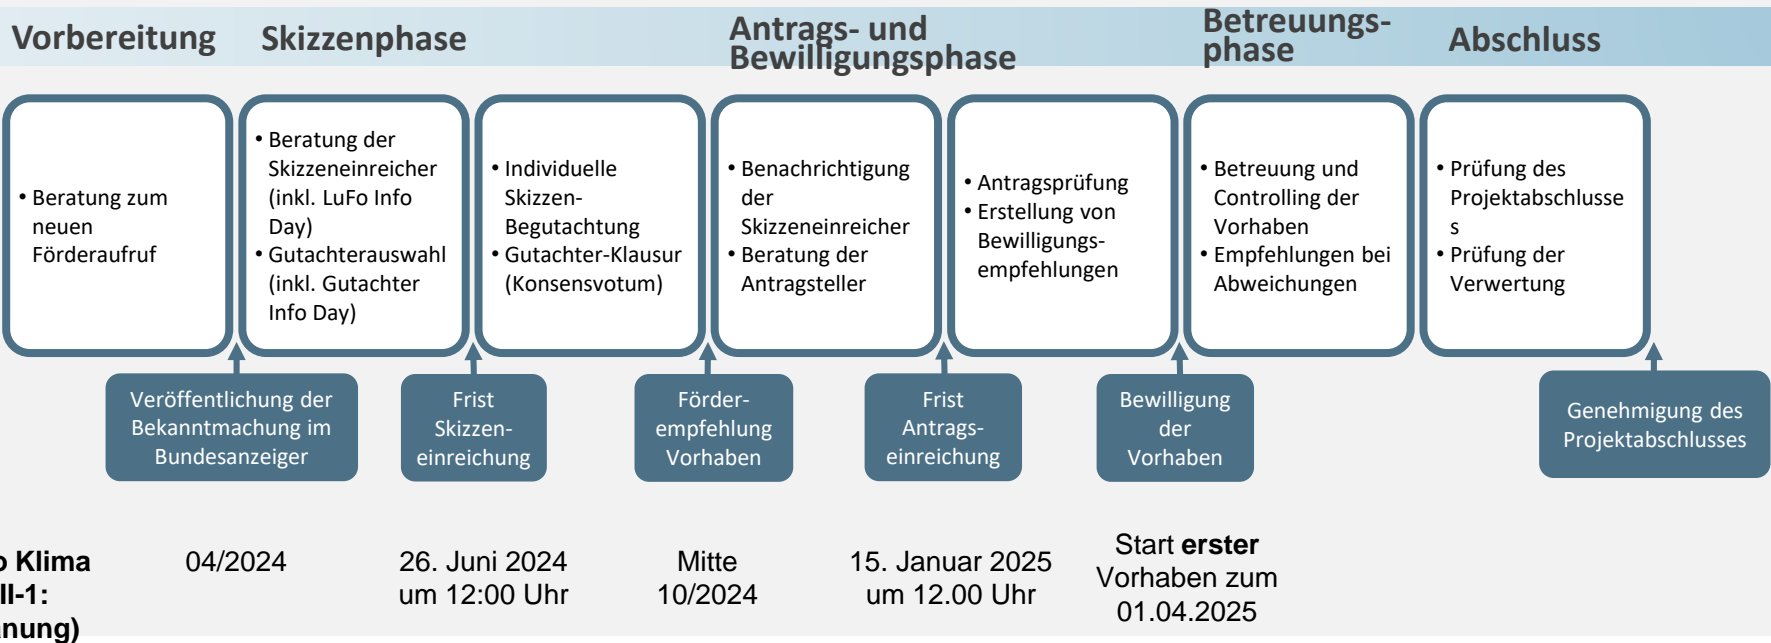 Vorbereitung
Skizzenphase
Antrags- und
Bewilligungsphase
Betreuungs-
phase
Abschluss
• Beratung zum
neuen
Förderaufruf
• Beratung der
Skizzeneinreicher
(inkl. LuFo Info
Day)
• Gutachterauswahl
(inkl. Gutachter
Info Day)
• Individuelle
Skizzen-
Begutachtung
• Gutachter-Klausur
(Konsensvotum)
• Benachrichtigung
der
Skizzeneinreicher
• Beratung der
Antragsteller
• Antragsprüfung
• Erstellung von
Bewilligungs-
empfehlungen
• Betreuung und
Controlling der
Vorhaben
• Empfehlungen bei
Abweichungen
• Prüfung des
Projektabschlusse
s
• Prüfung der
Verwertung
Veröffentlichung der
Bekanntmachung im
Bundesanzeiger
Frist
Skizzen-
einreichung
Förder-
empfehlung
Vorhaben
Frist
Antrags-
einreichung
Bewilligung
der
Vorhaben
Genehmigung des
Projektabschlusses
o Klima
II-1:
anung)
04/2024
26. Juni 2024
um 12:00 Uhr
Mitte
10/2024
15. Januar 2025
um 12.00 Uhr
Start erster
Vorhaben zum
01.04.2025